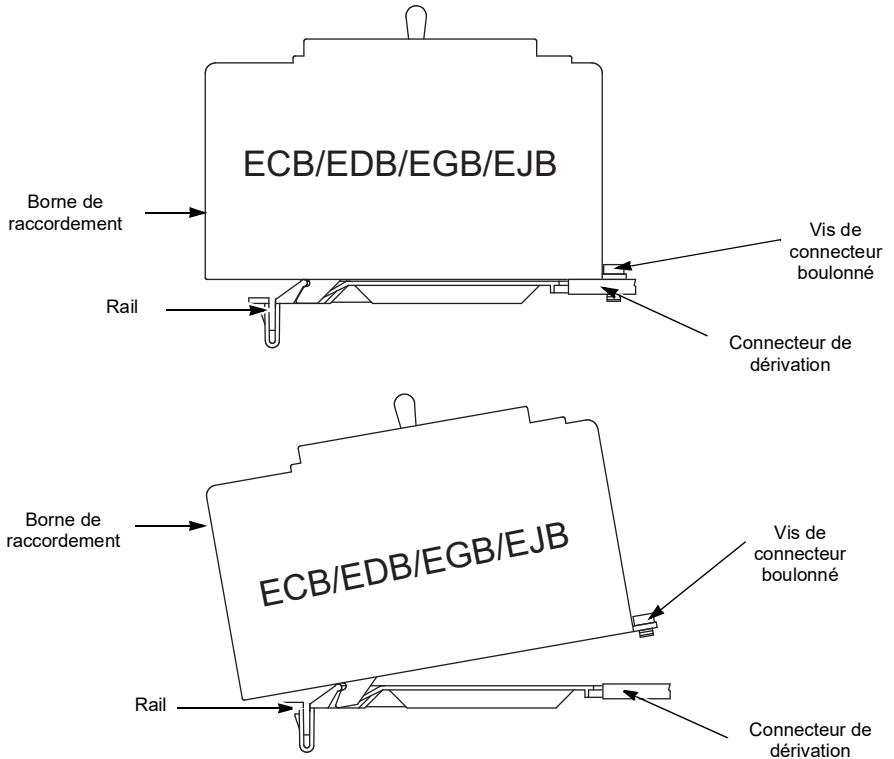 ECB/EDB/EGB/EJB
Borne de
raccordement
Vis de
connecteur
boulonné
Rail
Connecteur de
dérivation
ECB/EDB/EGB/EJB
Borne de
raccordement
Vis de
connecteur
boulonné
Rail
Connecteur de
dérivation